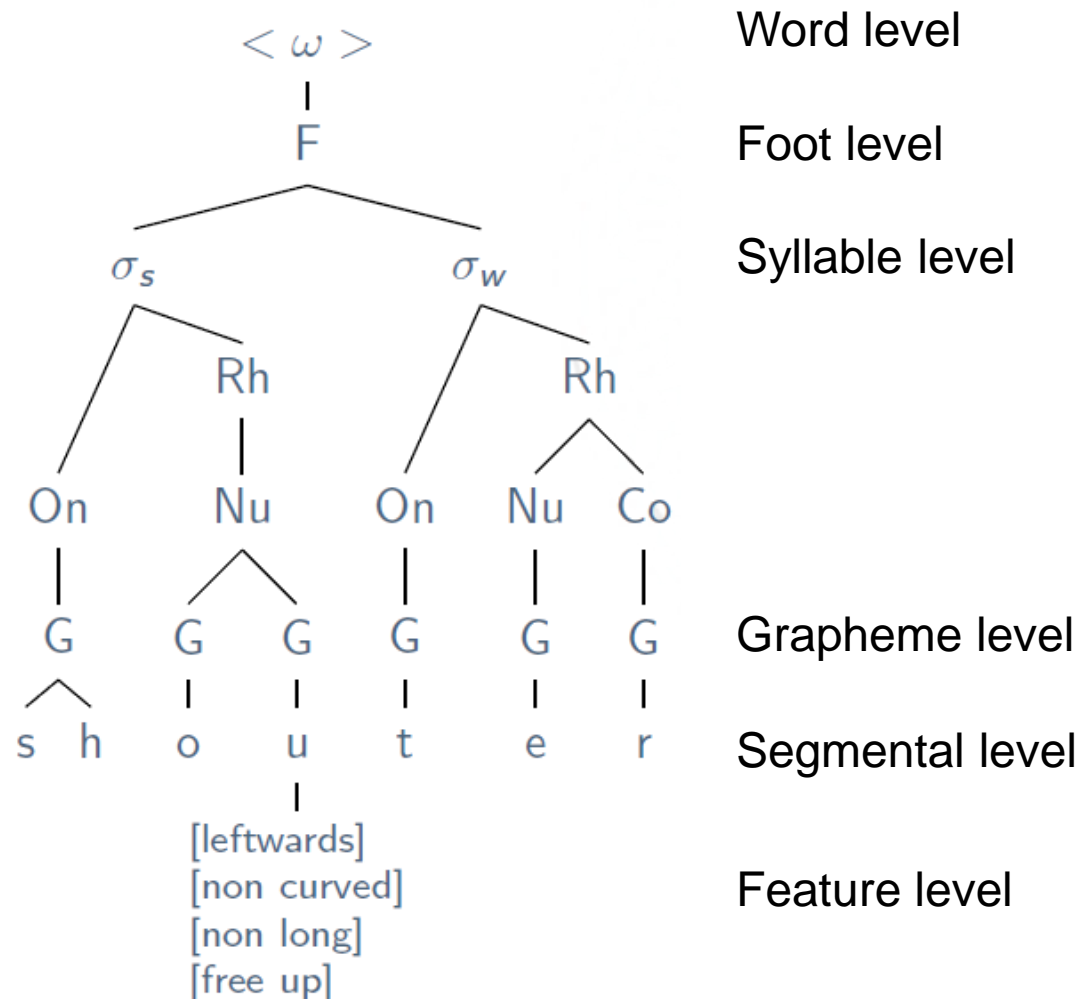 < ω > Word level
F Foot level
σs σw Syllable level
Rh Rh
On Nu On Nu Co
G G G G G G Grapheme level
s h o u t e r Segmental level
[leftwards]
[non curved] Feature level
[non long]
[free up]